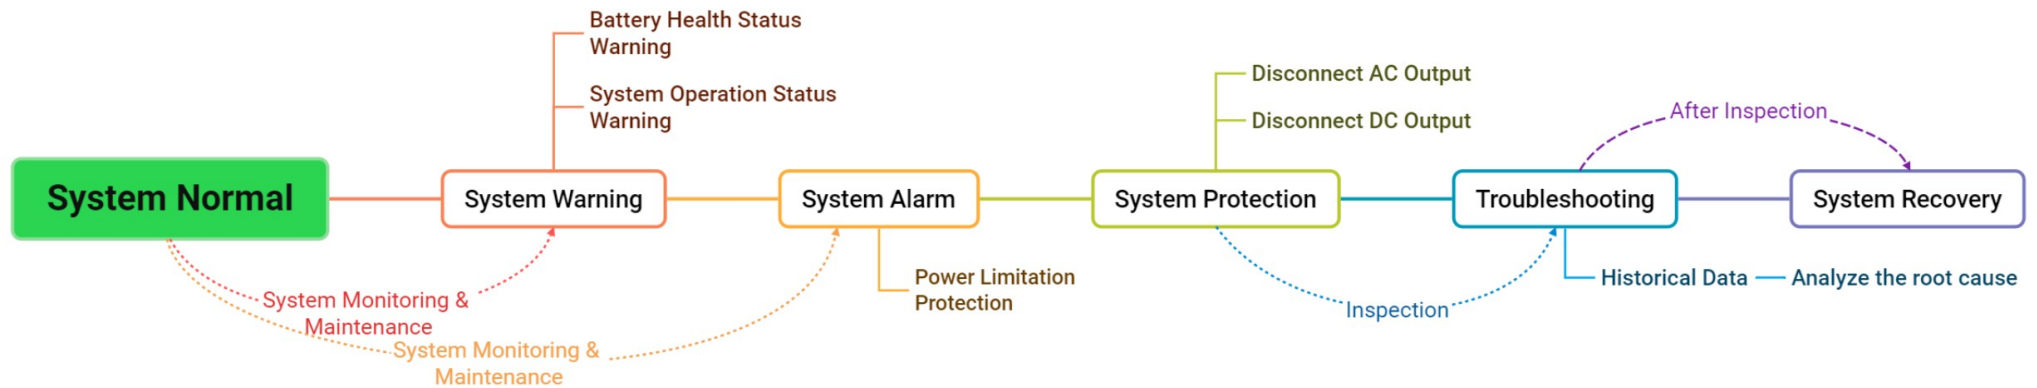 Battery Health Status
Warning
System Operation Status
Warning
Disconnect AC Output
Disconnect DC Output
After Inspection
System Normal
System Warning
System Alarm
System Protection
Troubleshooting
System Recovery
Power Limitation
Protection
Historical Data
Analyze the root cause
System Monitoring &
Maintenance
Inspection
System Monitoring &
Maintenance